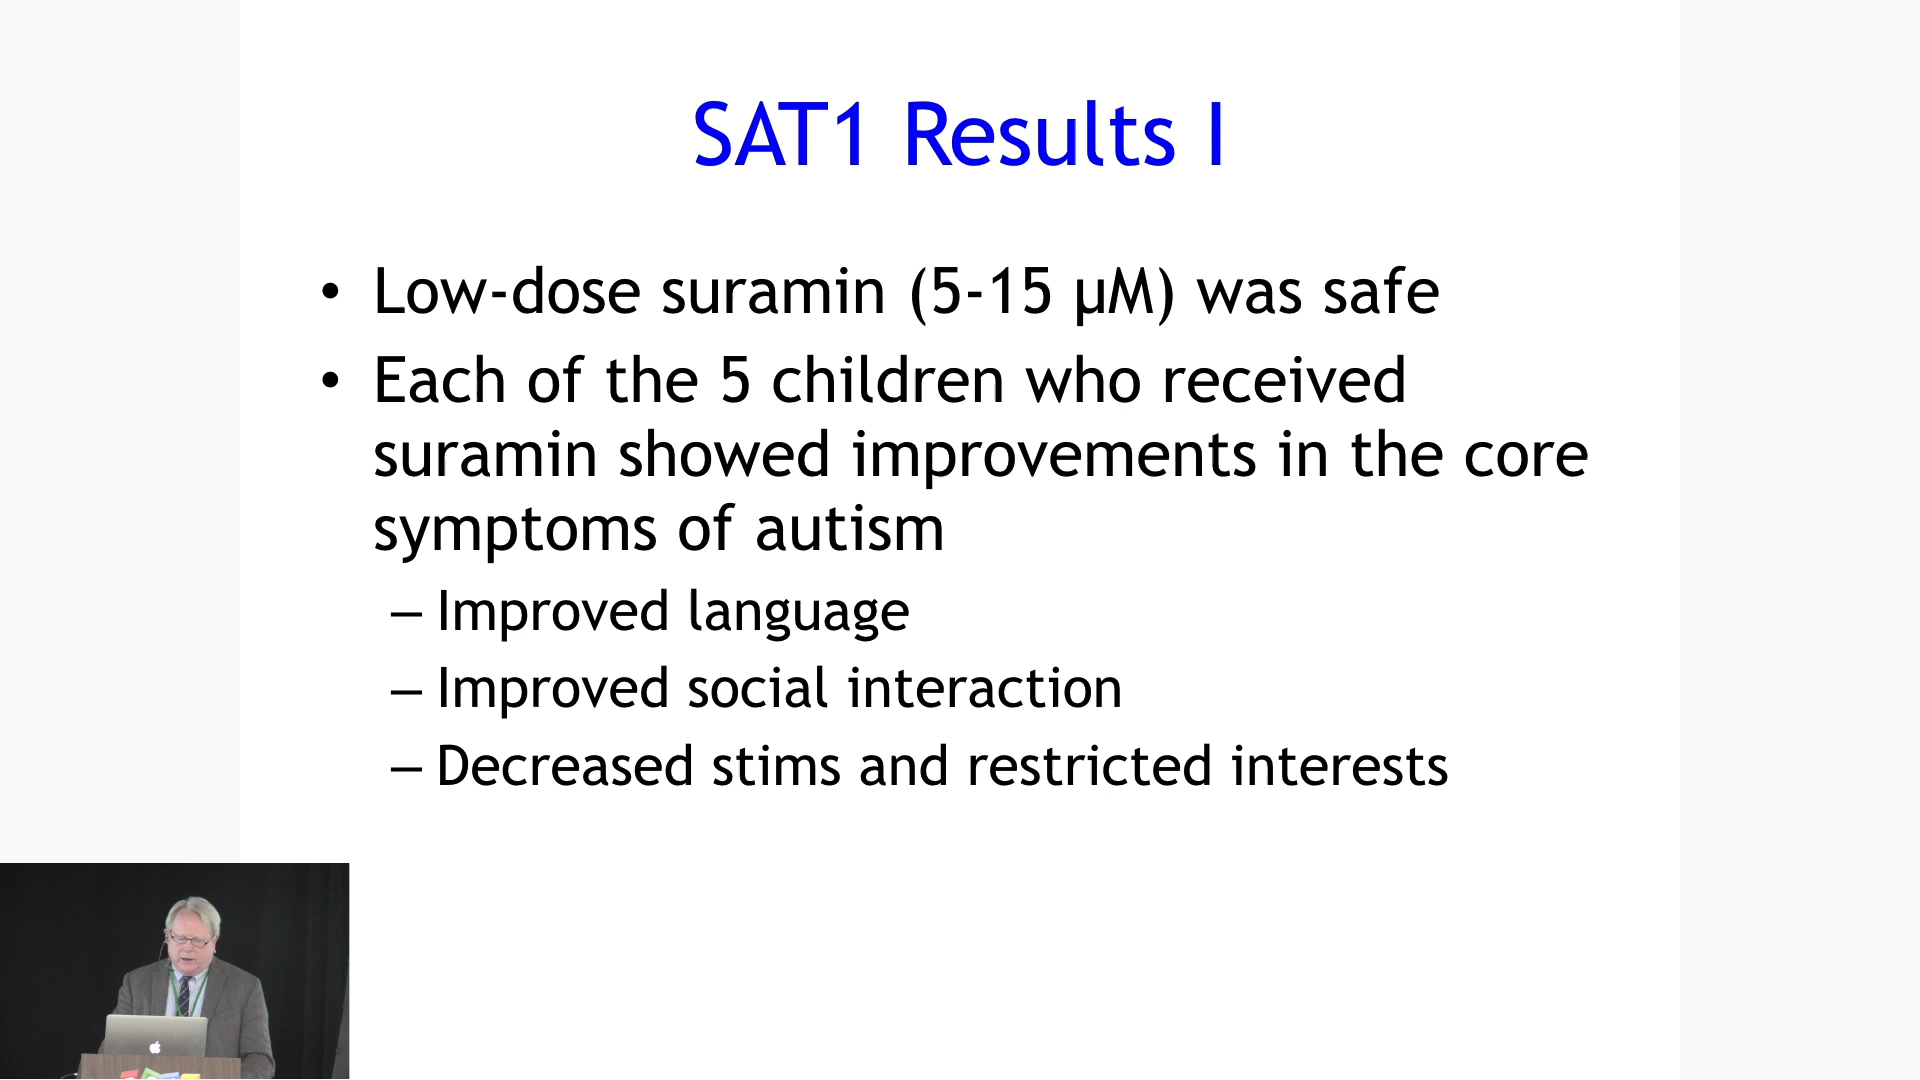 SAT1 Results I
• Low-dose suramin (5-15 µM) was safe
• Each of the 5 children who received
suramin showed improvements in the core
symptoms of autism
– Improved language
– Improved social interaction
– Decreased stims and restricted interests